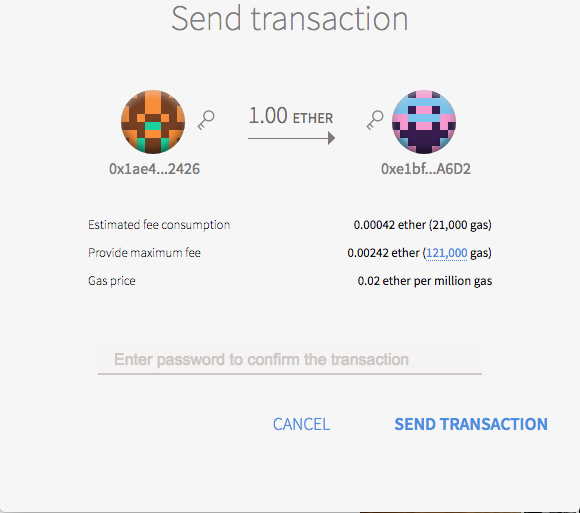 Send transaction
1.00 ETHER
0x1ae4...2426
0xe1bf...A6D2
Estimated fee consumption 0.00042 ether (21,000 gas)
Provide maximum fee 0.00242 ether (121,000 gas)
Gas price 0.02 ether per million gas
Enter password to confirm the transaction
CANCEL SEND TRANSACTION